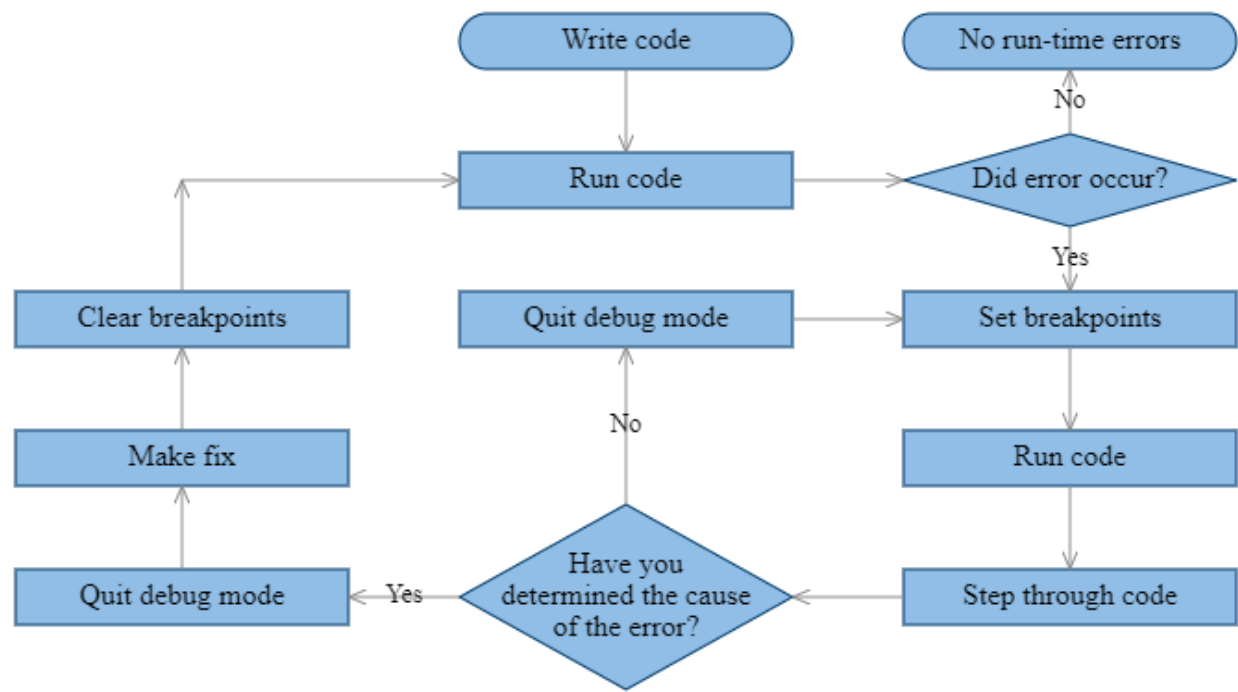 Write code
No run-time errors
No
Run code
Did error occur?
Yes
Clear breakpoints
Quit debug mode
Set breakpoints
No
Make fix
Run code
Have you
determined the cause
of the error?
Quit debug mode
Yes
Step through code